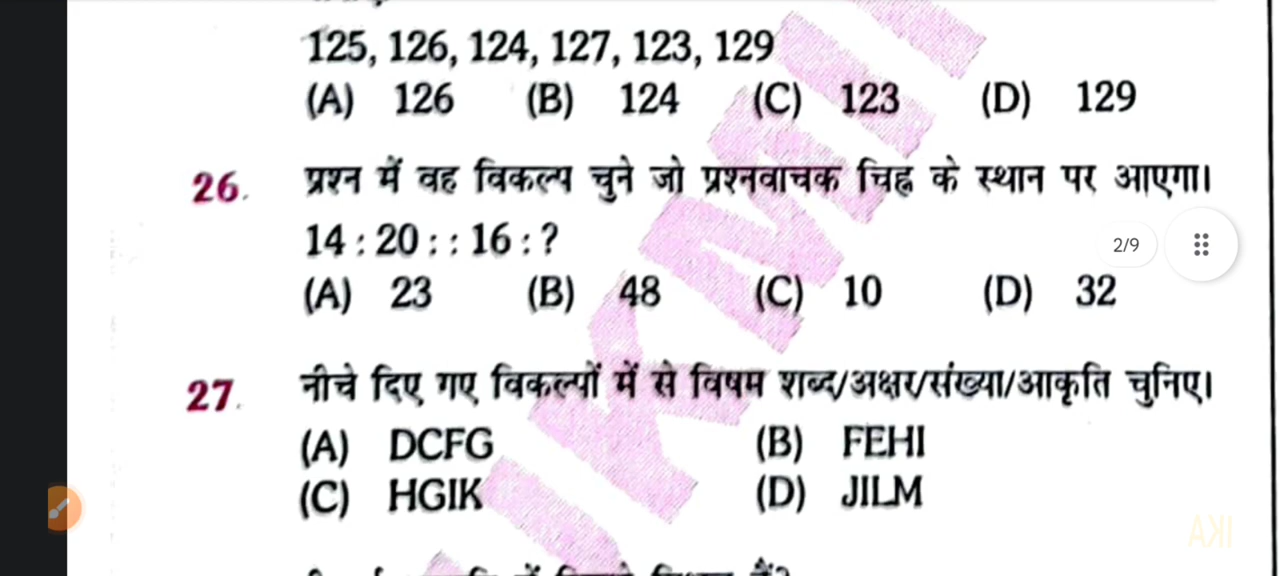 125, 126, 124, 127, 123, 129
(A) 126 (B) 124 (C) 123 (D) 129
26. प्रश्न में वह विकल्प चुने जो प्रश्नवाचक चिह्न के स्थान पर आएगा।
14 : 20 : : 16 : ?
2/9
(A) 23 (B) 48 (C) 10 (D) 32
27. नीचे दिए गए विकल्पों में से विषम शब्द/अक्षर/संख्या/आकृति चुनिए।
(A) DCFG (B) FEHI
(C) HGIK (D) JILM